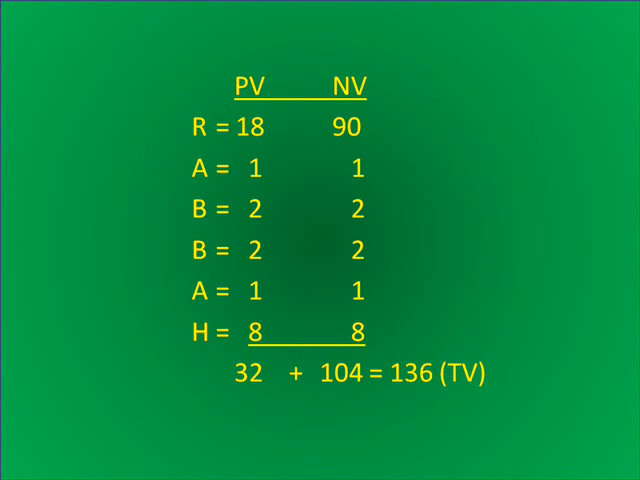 PV NV
R = 18 90
A = 1 1
B = 2 2
B = 2 2
A = 1 1
H = 8 8
32 + 104 = 136 (TV)